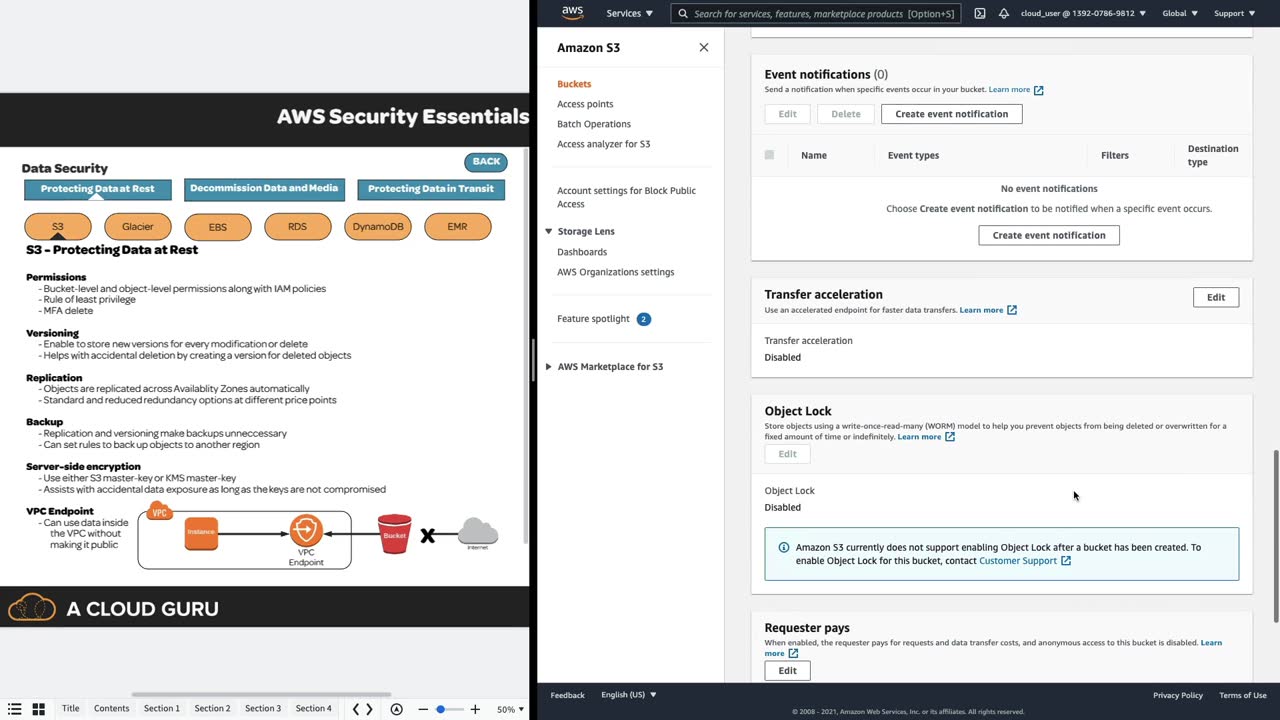 AWS Security Essentials
BACK
Data Security
Protecting Data at Rest
Decommission Data and Media
Protecting Data in Transit
S3
Glacier
EBS
RDS
DynamoDB
EMR
S3 - Protecting Data at Rest
Permissions
- Bucket-level and object-level permissions along with IAM policies
- Rule of least privilege
- MFA delete
Versioning
- Enable to store new versions for every modification or delete
- Helps with accidental deletion by creating a version for deleted objects
Replication
- Objects are replicated across Availablity Zones automatically
- Standard and reduced redundancy options at different price points
Backup
- Replication and versioning make backups unneccessary
- Can set rules to back up objects to another region
Server-side encryption
- Use either S3 master-key or KMS master-key
- Assists with accidental data exposure as long as the keys are not compromised
VPC Endpoint
- Can use data inside
the VPC without
making it public
VPC
Instance
VPC
Endpoint
Bucket
Internet
A CLOUD GURU
Title
Contents
Section 1
Section 2
Section 3
Section 4
50%
aws
Services
Search for services, features, marketplace products [Option+S]
cloud_user @ 1392-0786-9812
Global
Support
Amazon S3
Buckets
Access points
Batch Operations
Access analyzer for S3
Account settings for Block Public
Access
Storage Lens
Dashboards
AWS Organizations settings
Feature spotlight 2
AWS Marketplace for S3
Event notifications (0)
Send a notification when specific events occur in your bucket. Learn more
Edit
Delete
Create event notification
Name
Event types
Filters
Destination
type
No event notifications
Choose Create event notification to be notified when a specific event occurs.
Create event notification
Transfer acceleration
Edit
Use an accelerated endpoint for faster data transfers. Learn more
Transfer acceleration
Disabled
Object Lock
Store objects using a write-once-read-many (WORM) model to help you prevent objects from being deleted or overwritten for a
fixed amount of time or indefinitely. Learn more
Edit
Object Lock
Disabled
Amazon S3 currently does not support enabling Object Lock after a bucket has been created. To
enable Object Lock for this bucket, contact Customer Support
Requester pays
When enabled, the requester pays for requests and data transfer costs, and anonymous access to this bucket is disabled. Learn
more
Edit
Feedback
English (US)
Privacy Policy
Terms of Use
© 2008 - 2021, Amazon Web Services, Inc. or its affiliates. All rights reserved.